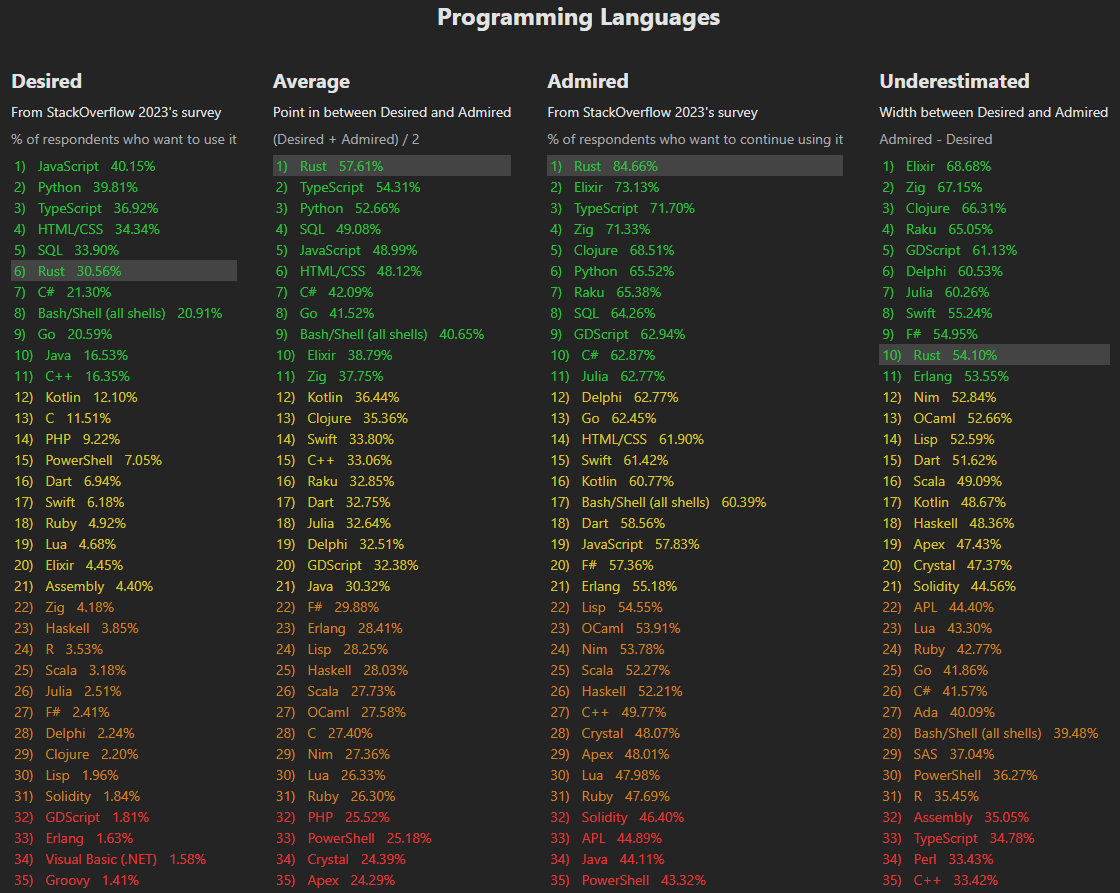 Programming Languages
Desired
From StackOverflow 2023's survey
% of respondents who want to use it
1) JavaScript 40.15%
2) Python 39.81%
3) TypeScript 36.92%
4) HTML/CSS 34.34%
5) SQL 33.90%
6) Rust 30.56%
7) C# 21.30%
8) Bash/Shell (all shells) 20.91%
9) Go 20.59%
10) Java 16.53%
11) C++ 16.35%
12) Kotlin 12.10%
13) C 11.51%
14) PHP 9.22%
15) PowerShell 7.05%
16) Dart 6.94%
17) Swift 6.18%
18) Ruby 4.92%
19) Lua 4.68%
20) Elixir 4.45%
21) Assembly 4.40%
22) Zig 4.18%
23) Haskell 3.85%
24) R 3.53%
25) Scala 3.18%
26) Julia 2.51%
27) F# 2.41%
28) Delphi 2.24%
29) Clojure 2.20%
30) Lisp 1.96%
31) Solidity 1.84%
32) GDScript 1.81%
33) Erlang 1.63%
34) Visual Basic (.NET) 1.58%
35) Groovy 1.41%
Average
Point in between Desired and Admired
(Desired + Admired) / 2
1) Rust 57.61%
2) TypeScript 54.31%
3) Python 52.66%
4) SQL 49.08%
5) JavaScript 48.99%
6) HTML/CSS 48.12%
7) C# 42.09%
8) Go 41.52%
9) Bash/Shell (all shells) 40.65%
10) Elixir 38.79%
11) Zig 37.75%
12) Kotlin 36.44%
13) Clojure 35.36%
14) Swift 33.80%
15) C++ 33.06%
16) Raku 32.85%
17) Dart 32.75%
18) Julia 32.64%
19) Delphi 32.51%
20) GDScript 32.38%
21) Java 30.32%
22) F# 29.88%
23) Erlang 28.41%
24) Lisp 28.25%
25) Haskell 28.03%
26) Scala 27.73%
27) OCaml 27.58%
28) C 27.40%
29) Nim 27.36%
30) Lua 26.33%
31) Ruby 26.30%
32) PHP 25.52%
33) PowerShell 25.18%
34) Crystal 24.39%
35) Apex 24.29%
Admired
From StackOverflow 2023's survey
% of respondents who want to continue using it
1) Rust 84.66%
2) Elixir 73.13%
3) TypeScript 71.70%
4) Zig 71.33%
5) Clojure 68.51%
6) Python 65.52%
7) Raku 65.38%
8) SQL 64.26%
9) GDScript 62.94%
10) C# 62.87%
11) Julia 62.77%
12) Delphi 62.77%
13) Go 62.45%
14) HTML/CSS 61.90%
15) Swift 61.42%
16) Kotlin 60.77%
17) Bash/Shell (all shells) 60.39%
18) Dart 58.56%
19) JavaScript 57.83%
20) F# 57.36%
21) Erlang 55.18%
22) Lisp 54.55%
23) OCaml 53.91%
24) Nim 53.78%
25) Scala 52.27%
26) Haskell 52.21%
27) C++ 49.77%
28) Crystal 48.07%
29) Apex 48.01%
30) Lua 47.98%
31) Ruby 47.69%
32) Solidity 46.40%
33) APL 44.89%
34) Java 44.11%
35) PowerShell 43.32%
Underestimated
Width between Desired and Admired
Admired - Desired
1) Elixir 68.68%
2) Zig 67.15%
3) Clojure 66.31%
4) Raku 65.05%
5) GDScript 61.13%
6) Delphi 60.53%
7) Julia 60.26%
8) Swift 55.24%
9) F# 54.95%
10) Rust 54.10%
11) Erlang 53.55%
12) Nim 52.84%
13) OCaml 52.66%
14) Lisp 52.59%
15) Dart 51.62%
16) Scala 49.09%
17) Kotlin 48.67%
18) Haskell 48.36%
19) Apex 47.43%
20) Crystal 47.37%
21) Solidity 44.56%
22) APL 44.40%
23) Lua 43.30%
24) Ruby 42.77%
25) Go 41.86%
26) C# 41.57%
27) Ada 40.09%
28) Bash/Shell (all shells) 39.48%
29) SAS 37.04%
30) PowerShell 36.27%
31) R 35.45%
32) Assembly 35.05%
33) TypeScript 34.78%
34) Perl 33.43%
35) C++ 33.42%